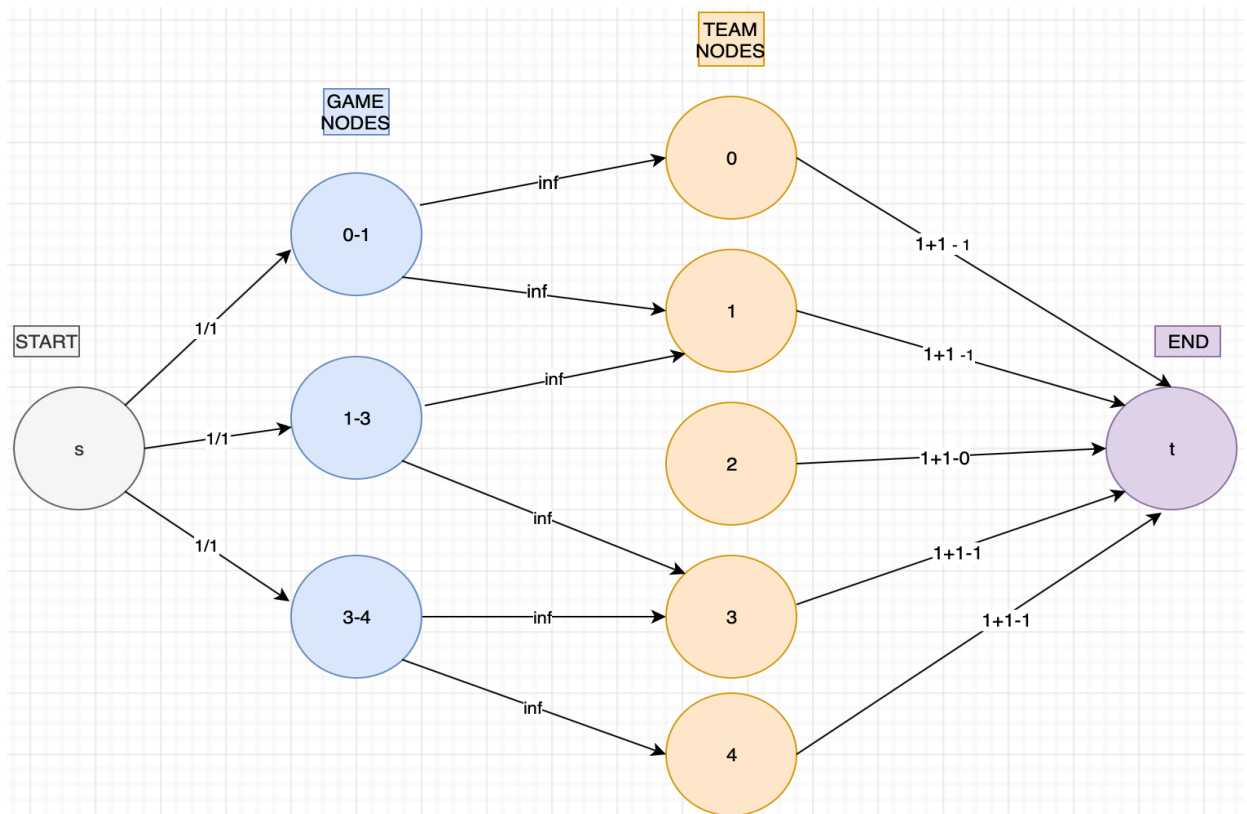 TEAM
NODES
GAME
NODES
0
inf
0-1
1+1 - 1
inf
1
1/1
START
1+1 -1
END
inf
1-3
1/1
s
2
1+1-0
t
inf
1/1
1+1-1
3-4
inf
3
1+1-1
inf
4